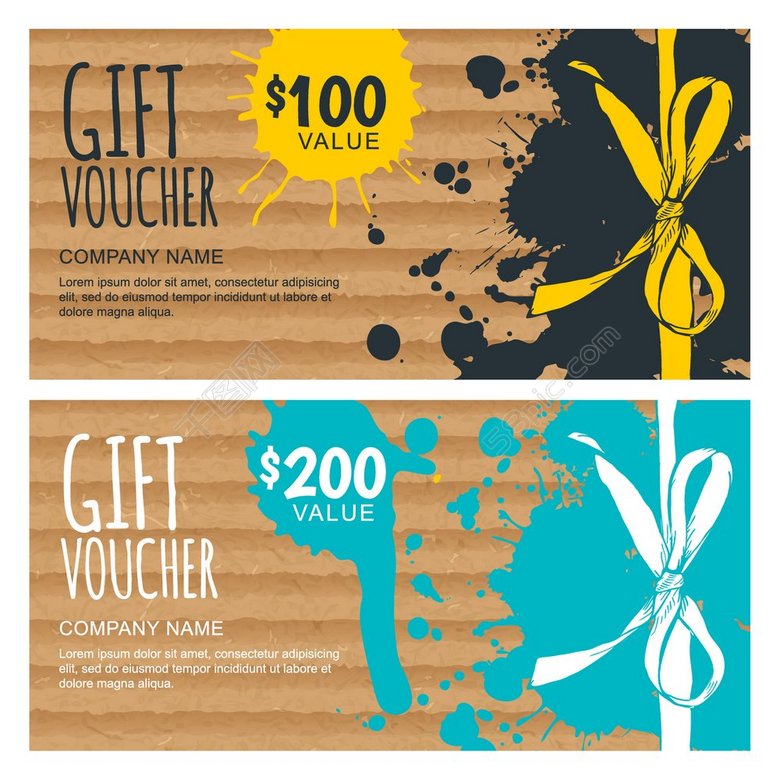 GIFT
VOUCHER
$100
VALUE
COMPANY NAME
Lorem ipsum dolor sit amet, consectetur adipisicing
elit, sed do eiusmod tempor incididunt ut labore et
dolore magna aliqua.
GIFT
VOUCHER
$200
VALUE
COMPANY NAME
Lorem ipsum dolor sit amet, consectetur adipisicing
elit, sed do eiusmod tempor incididunt ut labore et
dolore magna aliqua.